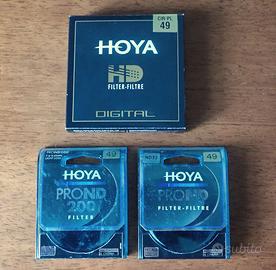 CIR-PL
49
HOYA
HD
FILTER-FILTRE
DIGITAL
49
HOYA
PROND
200
FILTER
ND32
49
HOYA
PROND
FILTER-FILTRE
subito